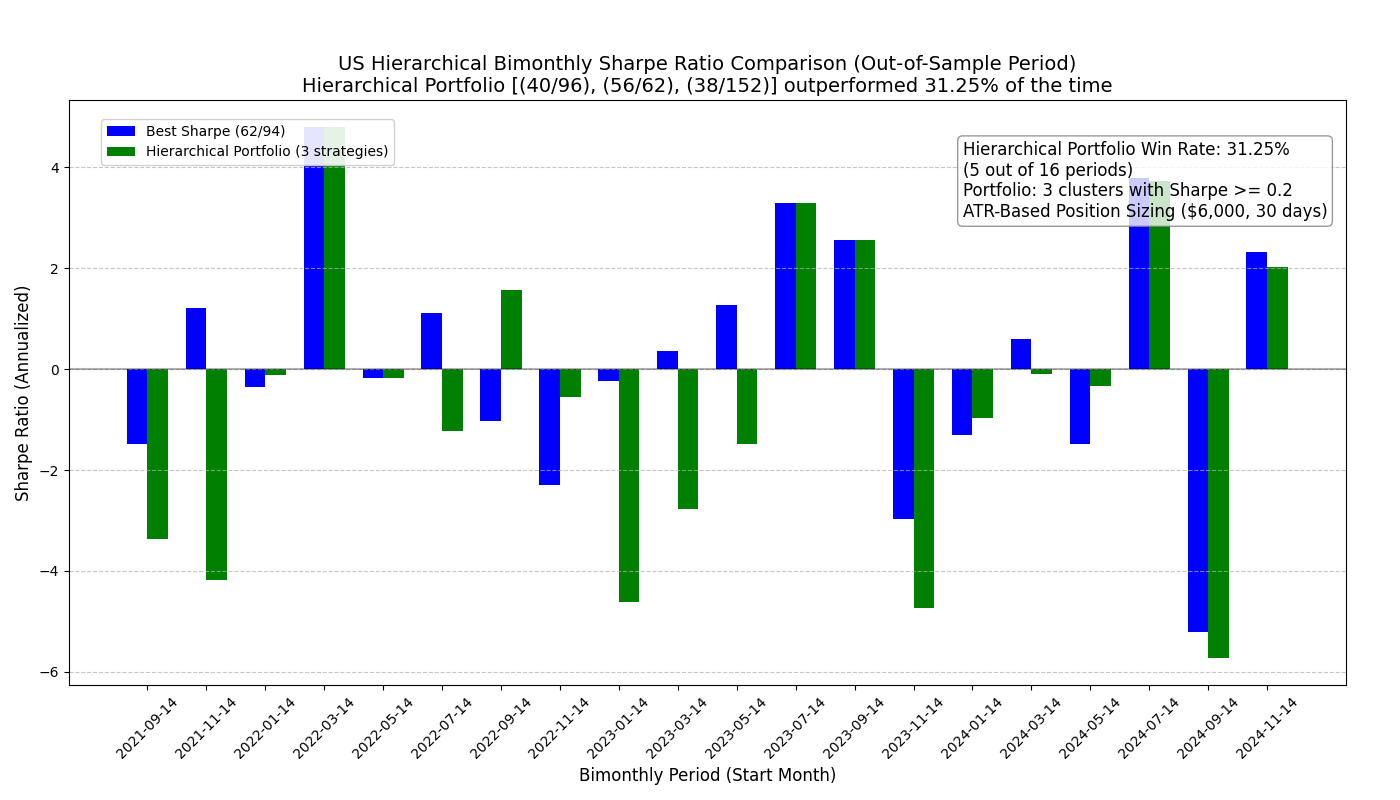 US Hierarchical Bimonthly Sharpe Ratio Comparison (Out-of-Sample Period)
Hierarchical Portfolio [(40/96), (56/62), (38/152)] outperformed 31.25% of the time
Best Sharpe (62/94)
Hierarchical Portfolio (3 strategies)
Hierarchical Portfolio Win Rate: 31.25%
(5 out of 16 periods)
Portfolio: 3 clusters with Sharpe >= 0.2
ATR-Based Position Sizing ($6,000, 30 days)
Sharpe Ratio (Annualized)
4
2
0
−2
−4
−6
2021-09-14
2021-11-14
2022-01-14
2022-03-14
2022-05-14
2022-07-14
2022-09-14
2022-11-14
2023-01-14
2023-03-14
2023-05-14
2023-07-14
2023-09-14
2023-11-14
2024-01-14
2024-03-14
2024-05-14
2024-07-14
2024-09-14
2024-11-14
Bimonthly Period (Start Month)